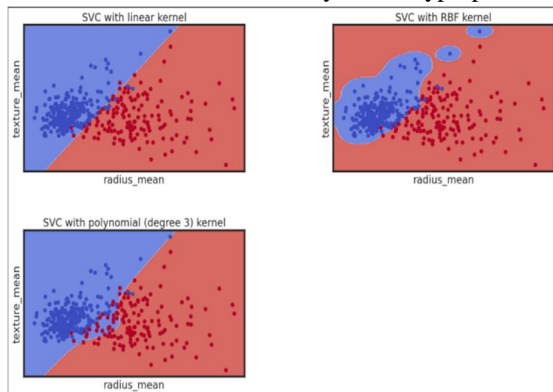 SVC with linear kernel
texture_mean
radius_mean
SVC with RBF kernel
texture_mean
radius_mean
SVC with polynomial (degree 3) kernel
texture_mean
radius_mean